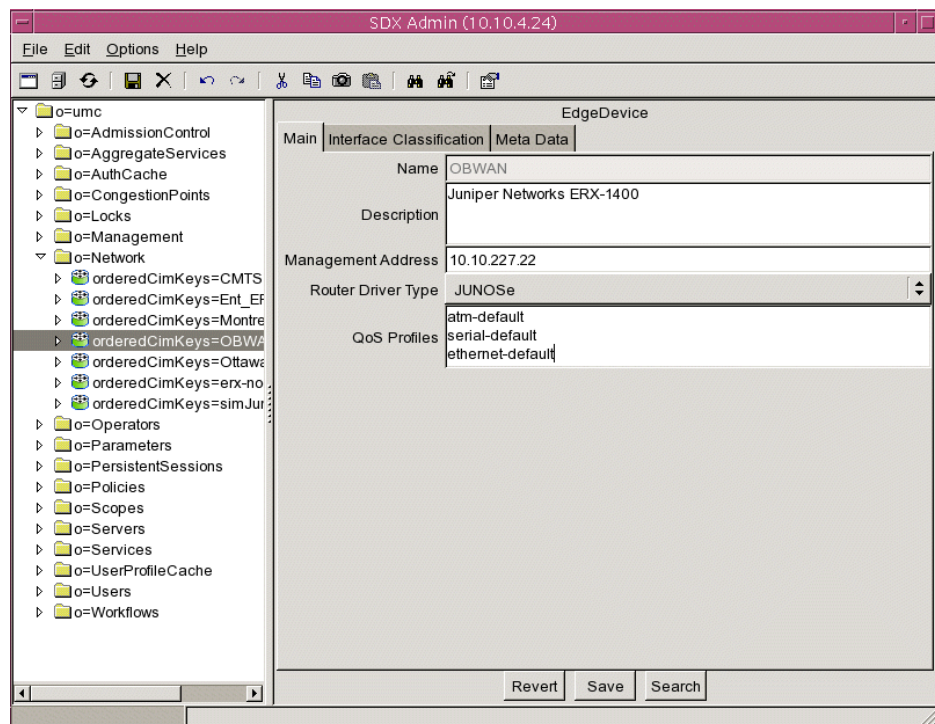 SDX Admin (10.10.4.24)
File Edit Options Help
o=umc
o=AdmissionControl
o=AggregateServices
o=AuthCache
o=CongestionPoints
o=Locks
o=Management
o=Network
orderedCimKeys=CMTS
orderedCimKeys=Ent_EF
orderedCimKeys=Montre
orderedCimKeys=OBWA
orderedCimKeys=Ottawa
orderedCimKeys=erx-no
orderedCimKeys=simJur
o=Operators
o=Parameters
o=PersistentSessions
o=Policies
o=Scopes
o=Servers
o=Services
o=UserProfileCache
o=Users
o=Workflows
EdgeDevice
Main Interface Classification Meta Data
Name OBWAN
Description Juniper Networks ERX-1400
Management Address 10.10.227.22
Router Driver Type JUNOSe
QoS Profiles atm-default
serial-default
ethernet-default
Revert Save Search